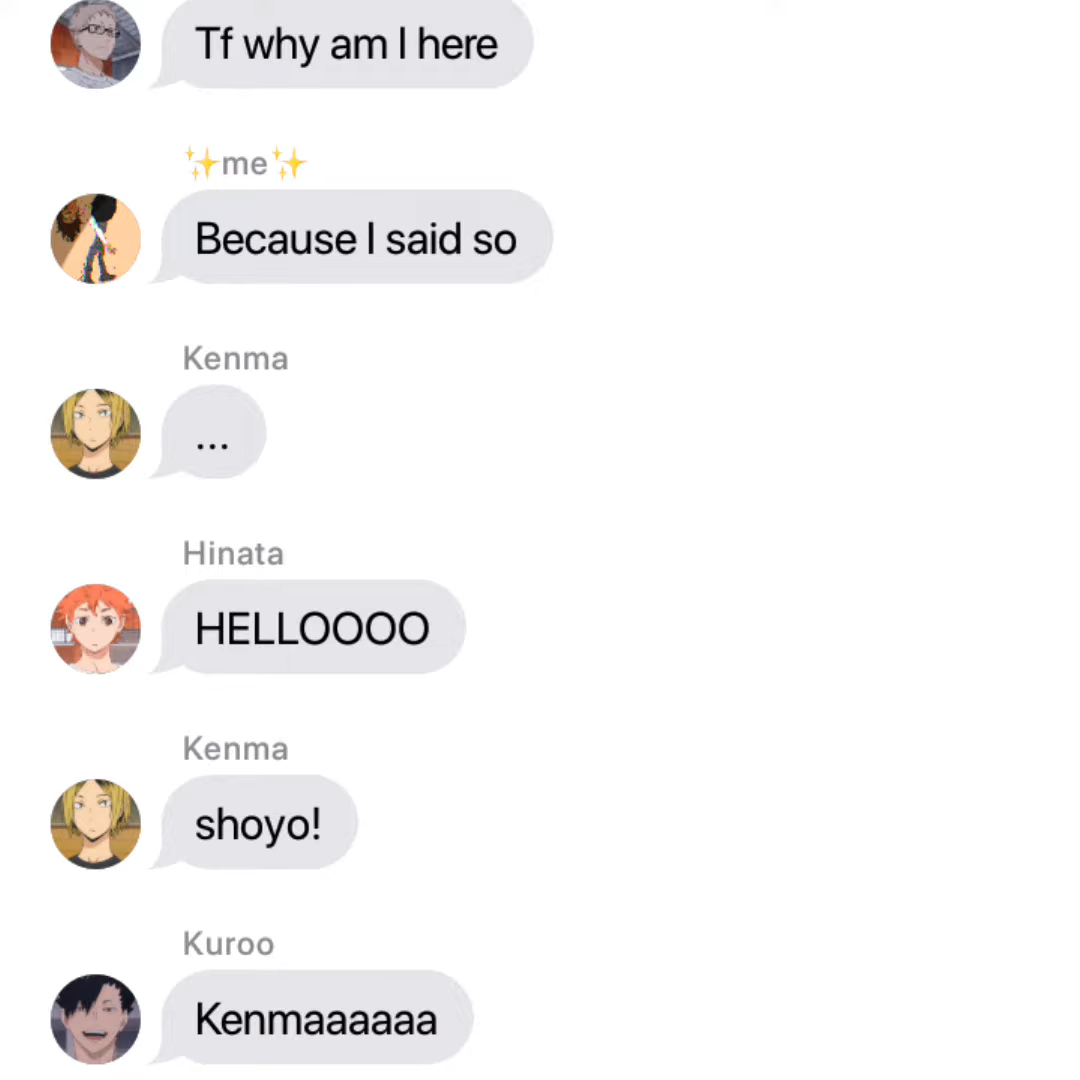 Tf why am I here
✨me✨
Because I said so
Kenma
...
Hinata
HELLOOOO
Kenma
shoyo!
Kuroo
Kenmaaaaaa